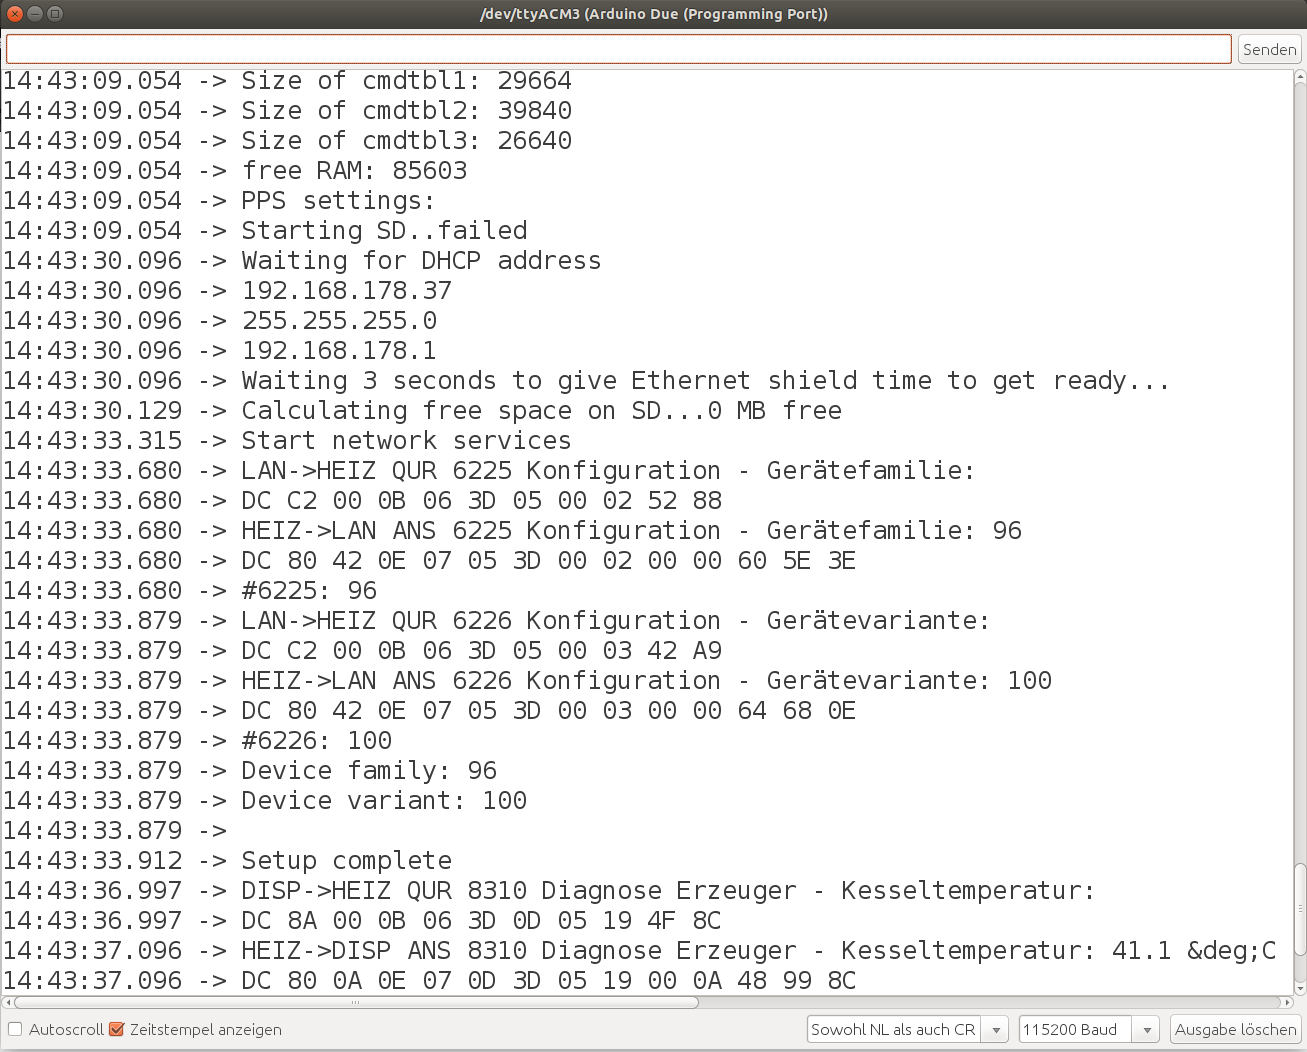 /dev/ttyACM3 (Arduino Due (Programming Port))
Senden
14:43:09.054 -> Size of cmdtbl1: 29664
14:43:09.054 -> Size of cmdtbl2: 39840
14:43:09.054 -> Size of cmdtbl3: 26640
14:43:09.054 -> free RAM: 85603
14:43:09.054 -> PPS settings:
14:43:09.054 -> Starting SD..failed
14:43:30.096 -> Waiting for DHCP address
14:43:30.096 -> 192.168.178.37
14:43:30.096 -> 255.255.255.0
14:43:30.096 -> 192.168.178.1
14:43:30.096 -> Waiting 3 seconds to give Ethernet shield time to get ready...
14:43:30.129 -> Calculating free space on SD...0 MB free
14:43:33.315 -> Start network services
14:43:33.680 -> LAN->HEIZ QUR 6225 Konfiguration - Gerätefamilie:
14:43:33.680 -> DC C2 00 0B 06 3D 05 00 02 52 88
14:43:33.680 -> HEIZ->LAN ANS 6225 Konfiguration - Gerätefamilie: 96
14:43:33.680 -> DC 80 42 0E 07 05 3D 00 02 00 00 60 5E 3E
14:43:33.680 -> #6225: 96
14:43:33.879 -> LAN->HEIZ QUR 6226 Konfiguration - Gerätevariante:
14:43:33.879 -> DC C2 00 0B 06 3D 05 00 03 42 A9
14:43:33.879 -> HEIZ->LAN ANS 6226 Konfiguration - Gerätevariante: 100
14:43:33.879 -> DC 80 42 0E 07 05 3D 00 03 00 00 64 68 0E
14:43:33.879 -> #6226: 100
14:43:33.879 -> Device family: 96
14:43:33.879 -> Device variant: 100
14:43:33.879 ->
14:43:33.912 -> Setup complete
14:43:36.997 -> DISP->HEIZ QUR 8310 Diagnose Erzeuger - Kesseltemperatur:
14:43:36.997 -> DC 8A 00 0B 06 3D 0D 05 19 4F 8C
14:43:37.096 -> HEIZ->DISP ANS 8310 Diagnose Erzeuger - Kesseltemperatur: 41.1 &deg;C
14:43:37.096 -> DC 80 0A 0E 07 0D 3D 05 19 00 0A 48 99 8C
Autoscroll Zeitstempel anzeigen Sowohl NL als auch CR 115200 Baud Ausgabe löschen